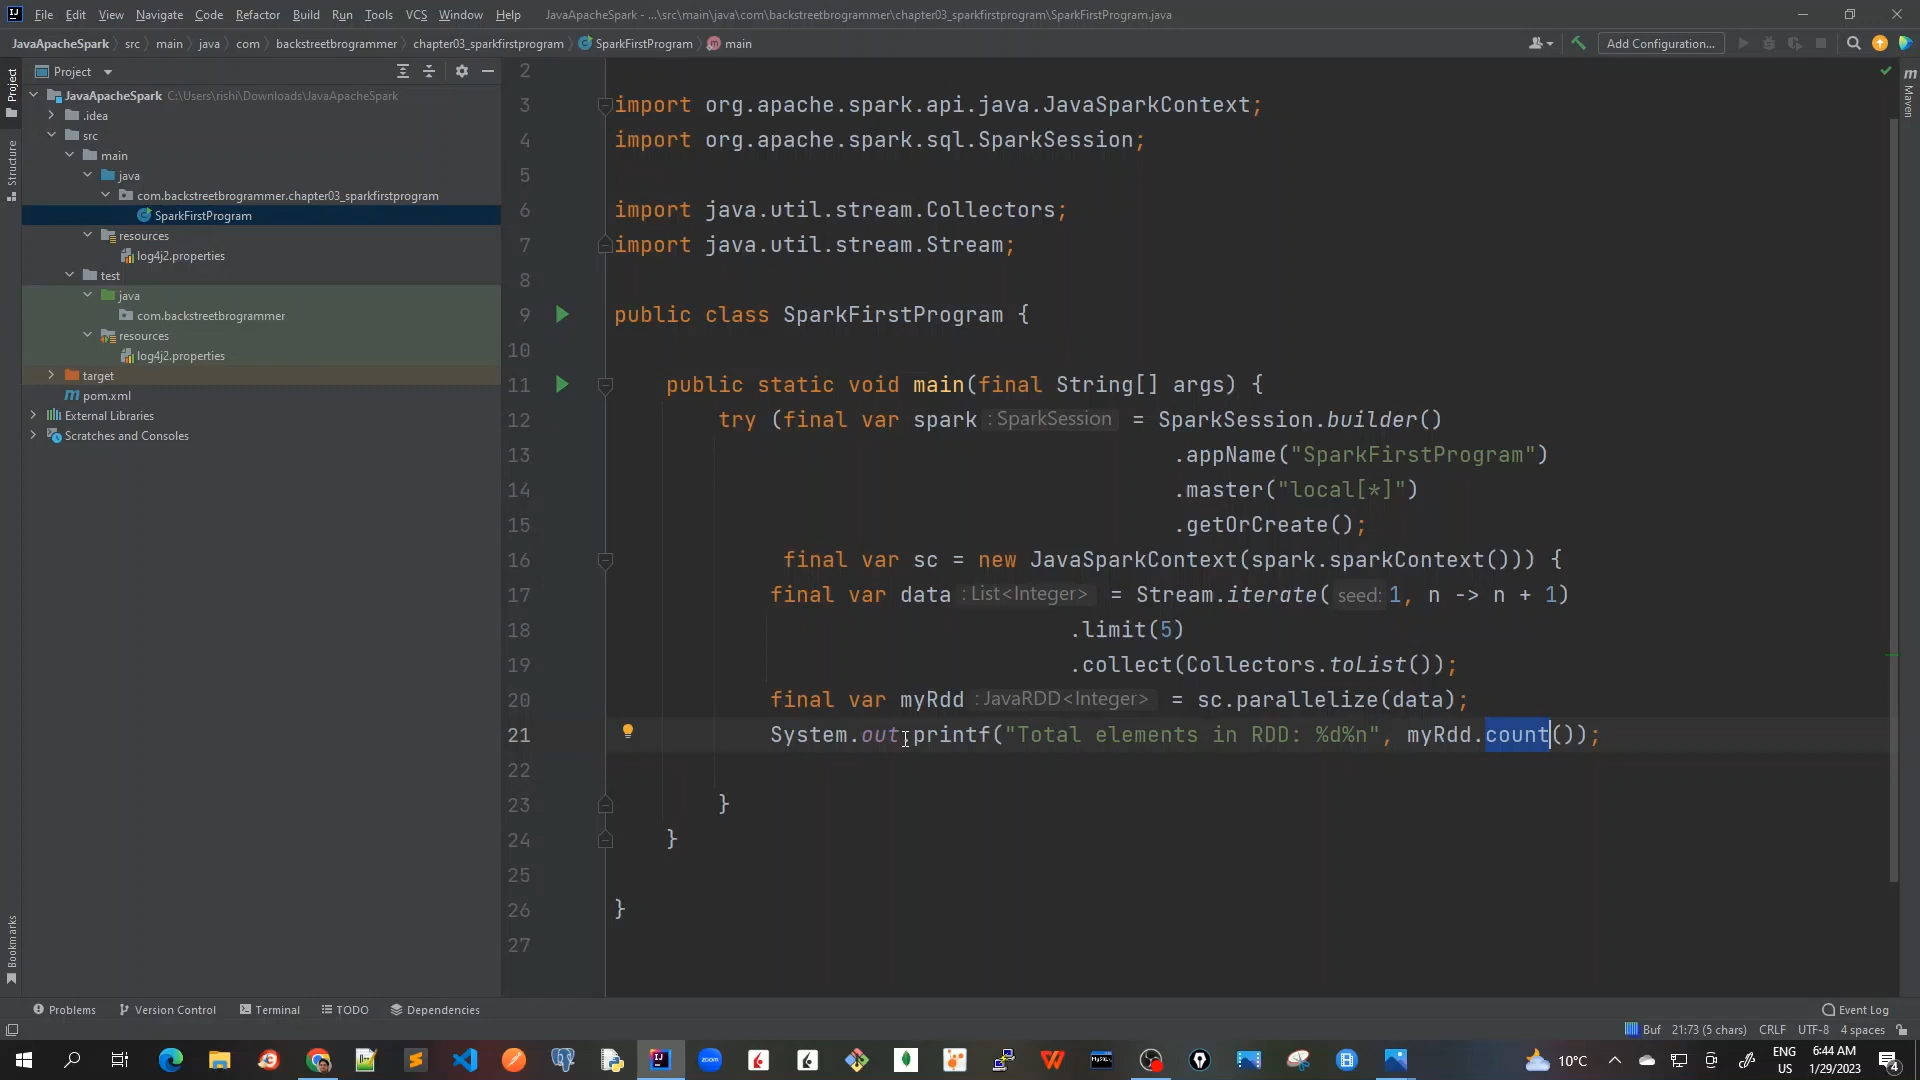 File Edit View Navigate Code Refactor Build Run Tools VCS Window Help JavaApacheSpark - ...\src\main\java\com\backstreetbrogrammer\chapter03_sparkfirstprogram\SparkFirstProgram.java
JavaApacheSpark src main java com backstreetbrogrammer chapter03_sparkfirstprogram SparkFirstProgram main Add Configuration...
Project
Project
JavaApacheSpark C:\Users\rishi\Downloads\JavaApacheSpark
.idea
src
main
java
com.backstreetbrogrammer.chapter03_sparkfirstprogram
SparkFirstProgram
resources
log4j2.properties
test
java
com.backstreetbrogrammer
resources
log4j2.properties
target
pom.xml
External Libraries
Scratches and Consoles
Structure
Bookmarks
2
3 import org.apache.spark.api.java.JavaSparkContext;
4 import org.apache.spark.sql.SparkSession;
5
6 import java.util.stream.Collectors;
7 import java.util.stream.Stream;
8
9 public class SparkFirstProgram {
10
11 public static void main(final String[] args) {
12 try (final var spark : SparkSession = SparkSession.builder()
13 .appName("SparkFirstProgram")
14 .master("local[*]")
15 .getOrCreate();
16 final var sc = new JavaSparkContext(spark.sparkContext())) {
17 final var data : List<Integer> = Stream.iterate( seed: 1, n -> n + 1)
18 .limit(5)
19 .collect(Collectors.toList());
20 final var myRdd : JavaRDD<Integer> = sc.parallelize(data);
21 System.out.printf("Total elements in RDD: %d%n", myRdd.count());
22
23 }
24 }
25
26 }
27
m Maven
Problems Version Control Terminal TODO Dependencies Event Log
Buf 21:73 (5 chars) CRLF UTF-8 4 spaces
10°C ENG 6:44 AM
US 1/29/2023 4